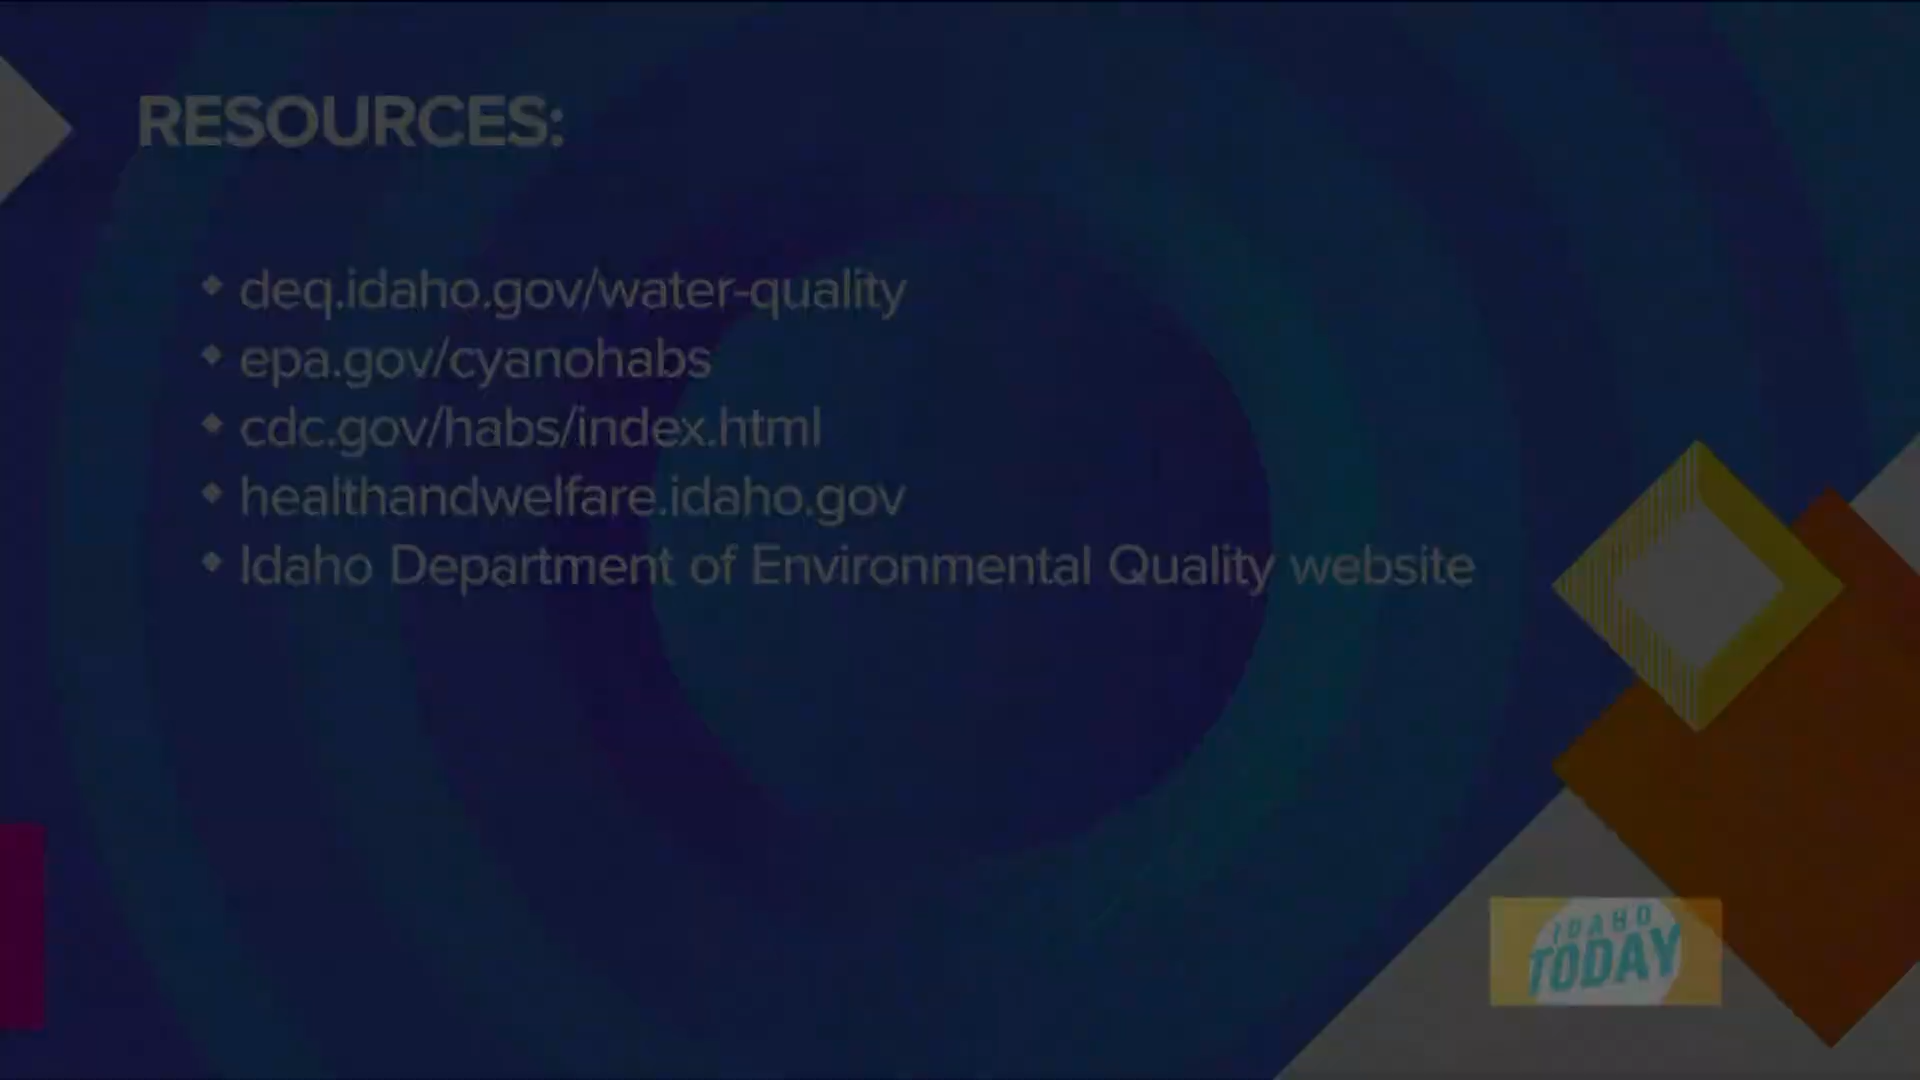 RESOURCES:
deq.idaho.gov/water-quality
epa.gov/cyanohabs
cdc.gov/habs/index.html
healthandwelfare.idaho.gov
Idaho Department of Environmental Quality website
IDAHO
TODAY